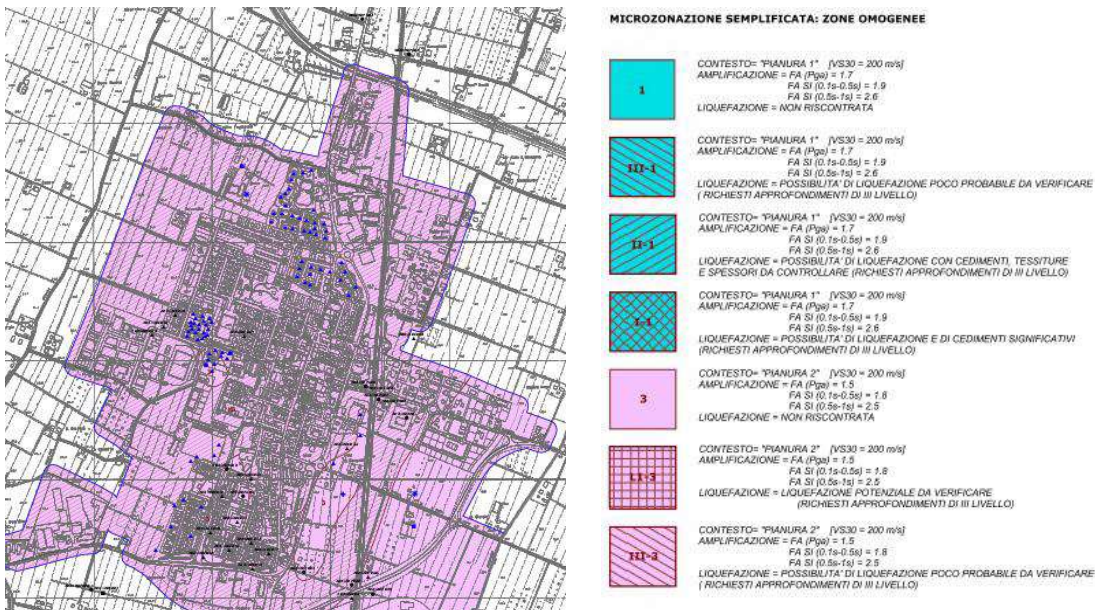 MICROZONAZIONE SEMPLIFICATA: ZONE OMOGENEE
1
CONTESTO= "PIANURA 1" [VS30 = 200 m/s]
AMPLIFICAZIONE = FA (Pga) = 1.7
FA SI (0.1s-0.5s) = 1.9
FA SI (0.5s-1s) = 2.6
LIQUEFAZIONE = NON RISCONTRATA
III-1
CONTESTO= "PIANURA 1" [VS30 = 200 m/s]
AMPLIFICAZIONE = FA (Pga) = 1.7
FA SI (0.1s-0.5s) = 1.9
FA SI (0.5s-1s) = 2.6
LIQUEFAZIONE = POSSIBILITA' DI LIQUEFAZIONE POCO PROBABILE DA VERIFICARE
( RICHIESTI APPROFONDIMENTI DI III LIVELLO)
II-1
CONTESTO= "PIANURA 1" [VS30 = 200 m/s]
AMPLIFICAZIONE = FA (Pga) = 1.7
FA SI (0.1s-0.5s) = 1.9
FA SI (0.5s-1s) = 2.6
LIQUEFAZIONE = POSSIBILITA' DI LIQUEFAZIONE CON CEDIMENTI, TESSITURE
E SPESSORI DA CONTROLLARE (RICHIESTI APPROFONDIMENTI DI III LIVELLO)
I-1
CONTESTO= "PIANURA 1" [VS30 = 200 m/s]
AMPLIFICAZIONE = FA (Pga) = 1.7
FA SI (0.1s-0.5s) = 1.9
FA SI (0.5s-1s) = 2.6
LIQUEFAZIONE = POSSIBILITA' DI LIQUEFAZIONE E DI CEDIMENTI SIGNIFICATIVI
(RICHIESTI APPROFONDIMENTI DI III LIVELLO)
3
CONTESTO= "PIANURA 2" [VS30 = 200 m/s]
AMPLIFICAZIONE = FA (Pga) = 1.5
FA SI (0.1s-0.5s) = 1.8
FA SI (0.5s-1s) = 2.5
LIQUEFAZIONE = NON RISCONTRATA
LI-3
CONTESTO= "PIANURA 2" [VS30 = 200 m/s]
AMPLIFICAZIONE = FA (Pga) = 1.5
FA SI (0.1s-0.5s) = 1.8
FA SI (0.5s-1s) = 2.5
LIQUEFAZIONE = LIQUEFAZIONE POTENZIALE DA VERIFICARE
(RICHIESTI APPROFONDIMENTI DI III LIVELLO)
III-3
CONTESTO= "PIANURA 2" [VS30 = 200 m/s]
AMPLIFICAZIONE = FA (Pga) = 1.5
FA SI (0.1s-0.5s) = 1.8
FA SI (0.5s-1s) = 2.5
LIQUEFAZIONE = POSSIBILITA' DI LIQUEFAZIONE POCO PROBABILE DA VERIFICARE
( RICHIESTI APPROFONDIMENTI DI III LIVELLO)